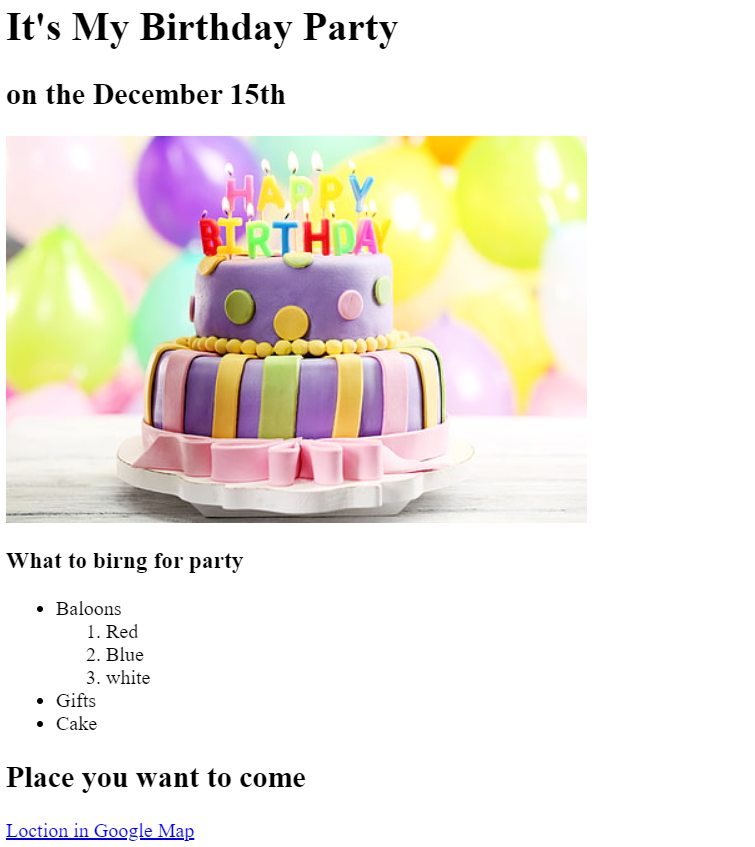 It's My Birthday Party
on the December 15th
HAPPY
BIRTHDAY
What to birng for party
Baloons
1. Red
2. Blue
3. white
Gifts
Cake
Place you want to come
Loction in Google Map